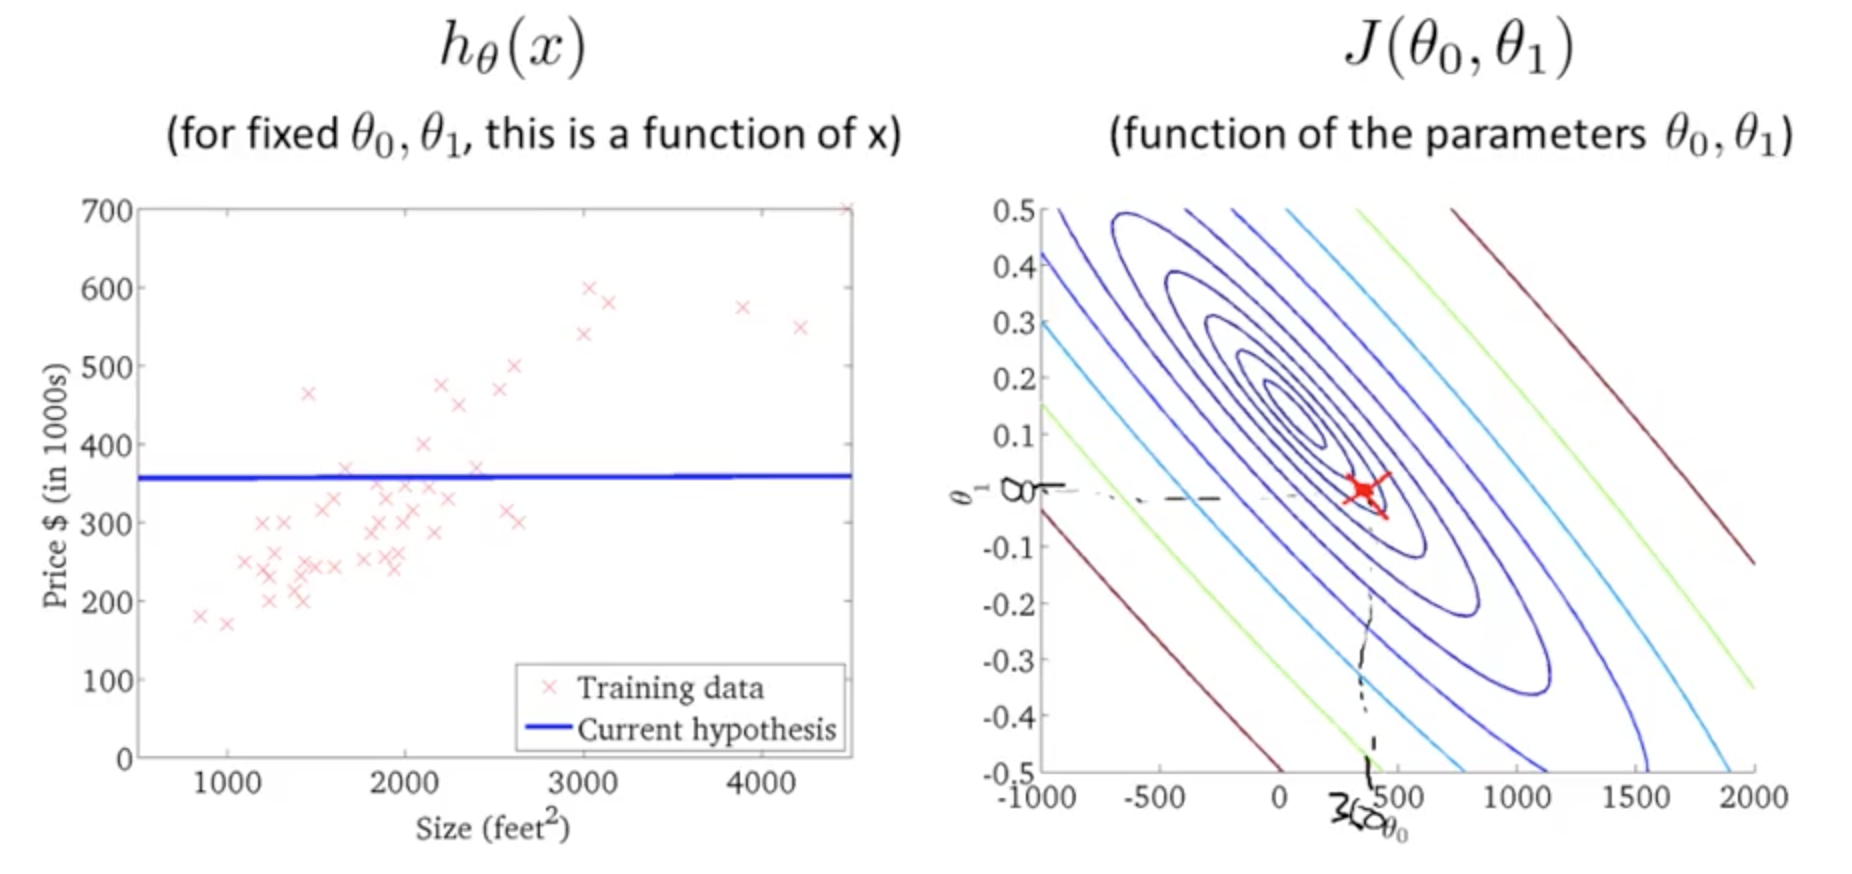 h_θ(x)
(for fixed θ₀, θ₁, this is a function of x)
700
600
500
400
300
200
100
0
Price $ (in 1000s)
1000 2000 3000 4000
Size (feet²)
Training data
Current hypothesis
J(θ₀, θ₁)
(function of the parameters θ₀, θ₁)
0.5
0.4
0.3
0.2
0.1
0
-0.1
-0.2
-0.3
-0.4
-0.5
θ₁
-1000 -500 0 500 1000 1500 2000
360
θ₀